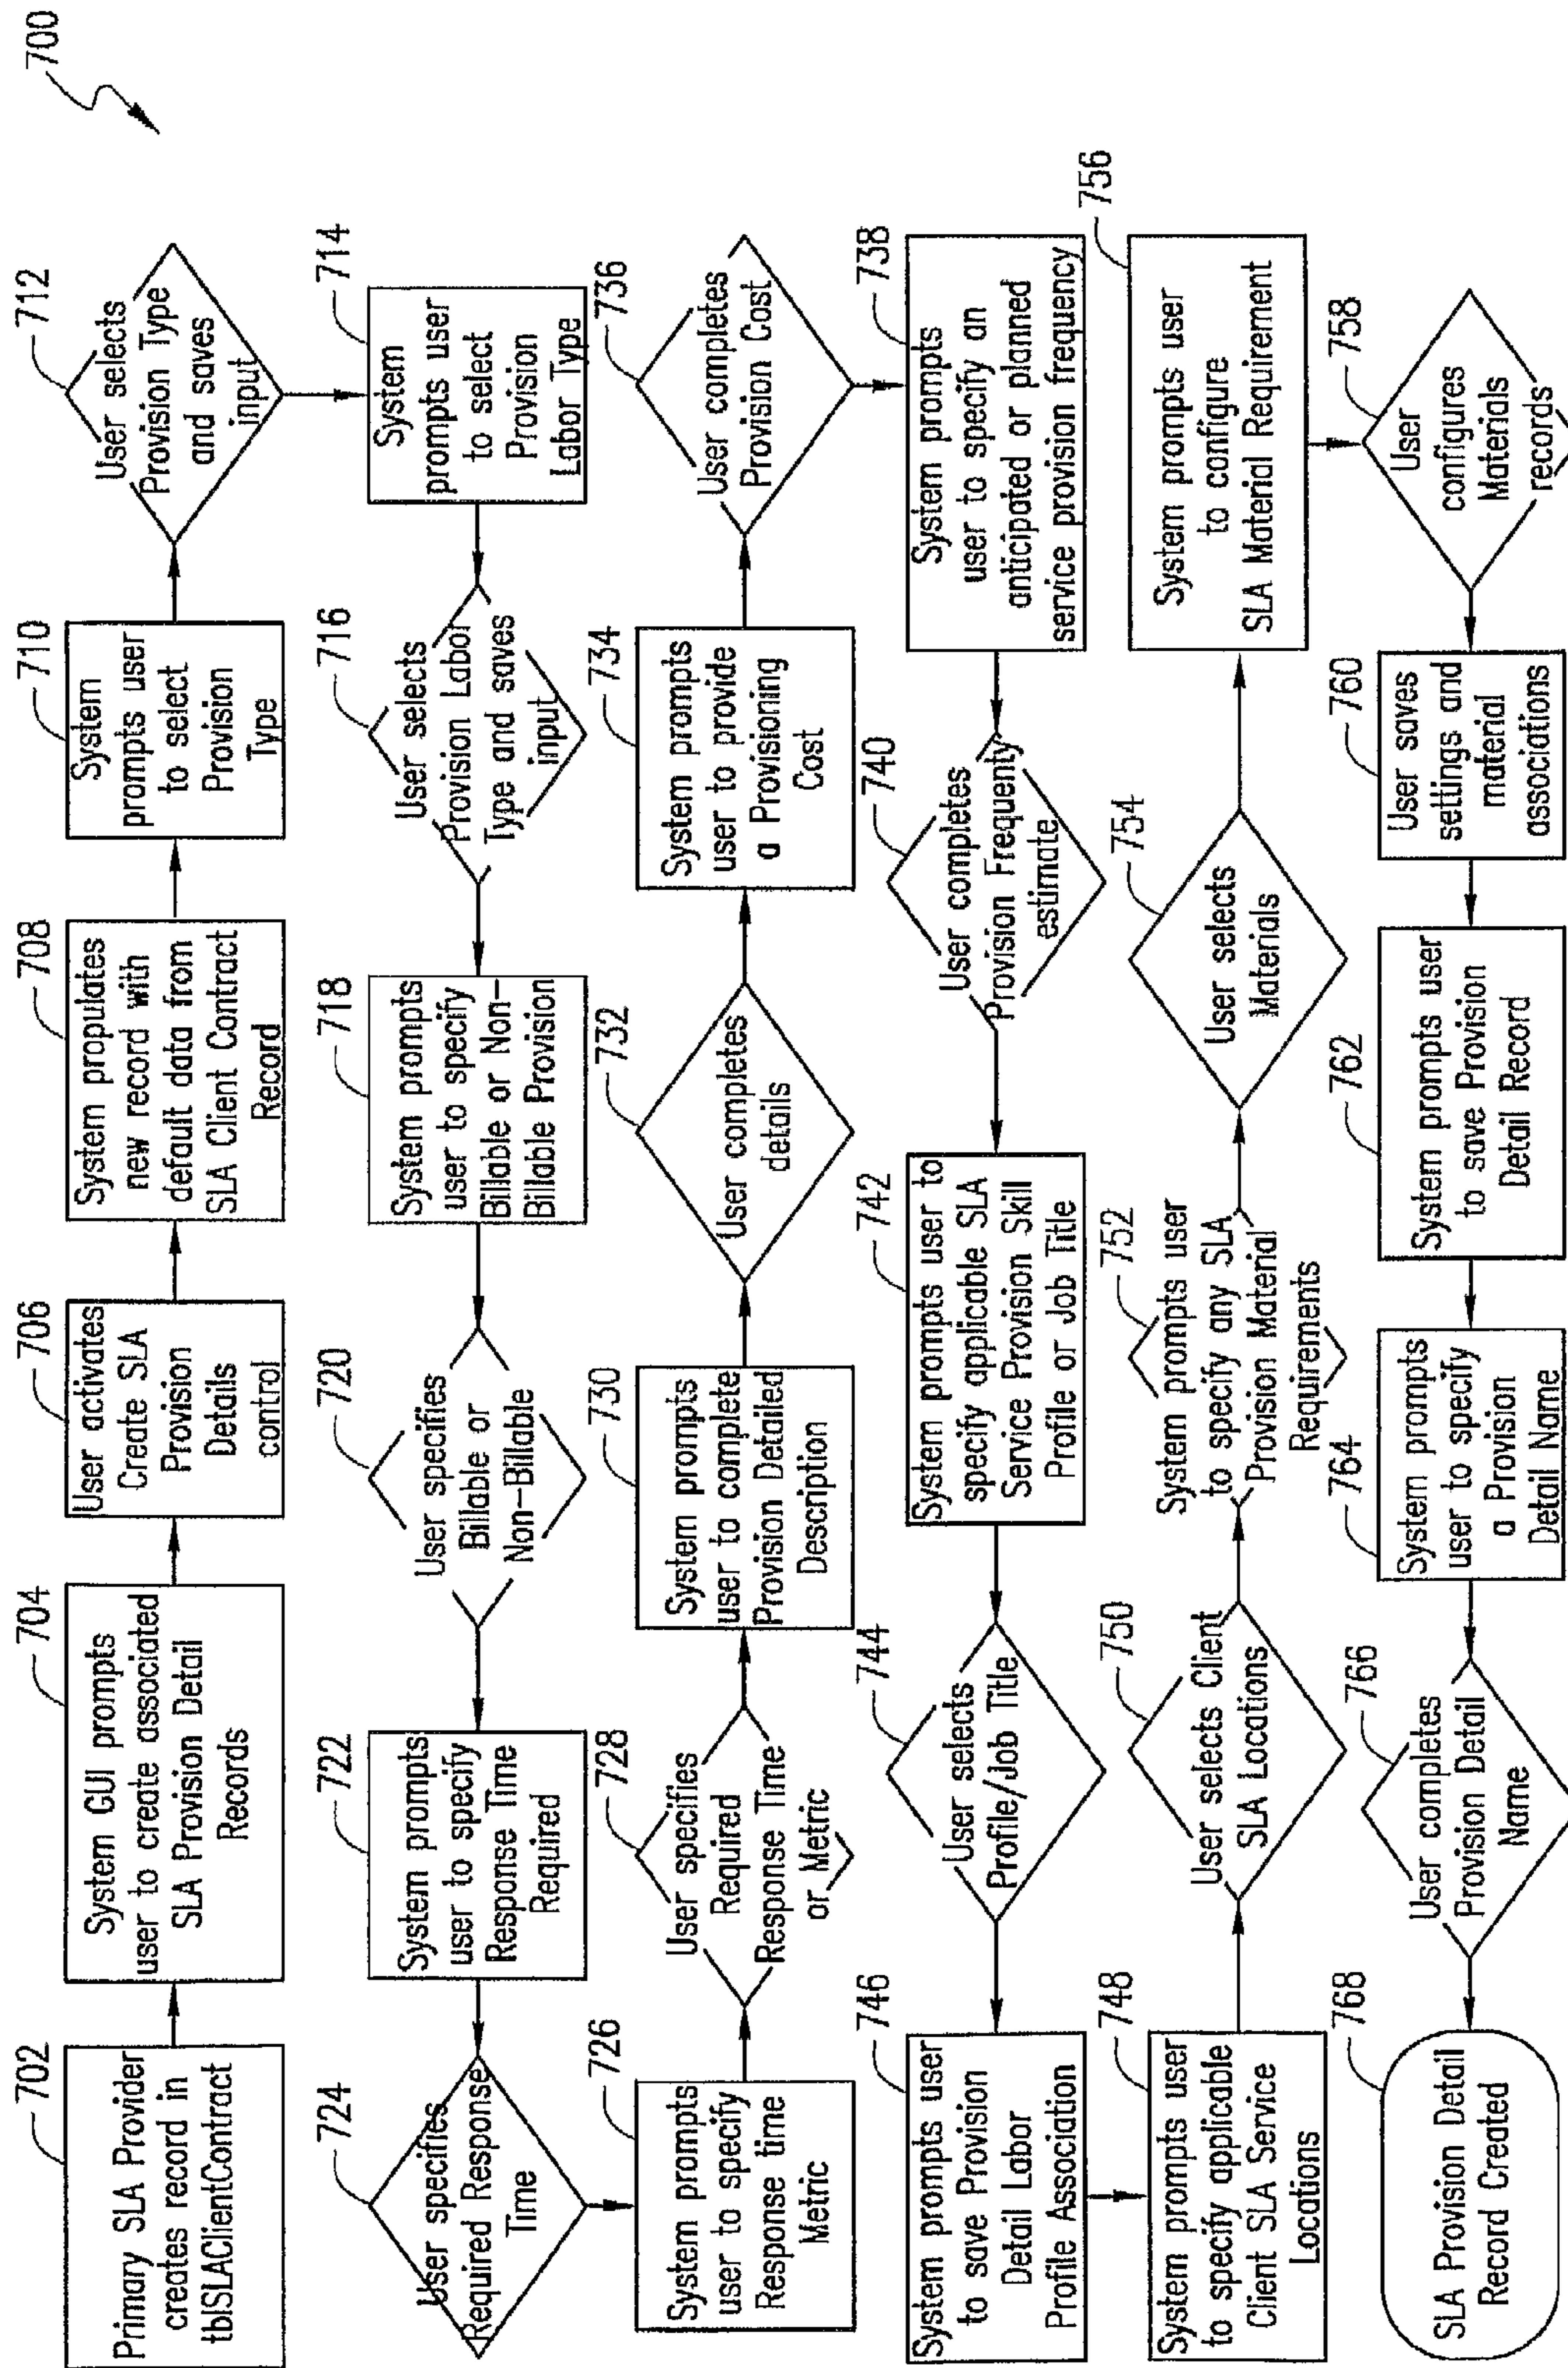 700
702
Primary SLA Provider
creates record in
tblSLAClientContract
704
System GUI prompts
user to create associated
SLA Provision Detail
Records
706
User activates
Create SLA
Provision
Details
control
708
System propulates
new record with
default data from
SLA Client Contract
Record
710
System
prompts user
to select
Provision
Type
712
User selects
Provision Type
and saves
input
714
System
prompts user
to select
Provision
Labor Type
716
User selects
Provision Labor
Type and saves
input
718
System prompts
user to specify
Billable or Non-
Billable Provision
720
User specifies
Billable or
Non-Billable
722
System prompts
user to specify
Response Time
Required
724
User specifies
Required Response
Time
726
System prompts
user to specify
Response time
Metric
728
User specifies
Required
Response Time
or Metric
730
System prompts
user to complete
Provision Detailed
Description
732
User completes
details
734
System prompts
user to provide
a Provisioning
Cost
736
User completes
Provision Cost
738
System prompts
user to specify an
anticipated or planned
service provision frequency
740
User completes
Provision Frequenty
estimate
742
System prompts user to
specify applicable SLA
Service Provision Skill
Profile or Job Title
744
User selects
Profile/Job Title
746
System prompts user
to save Provision
Detail Labor
Profile Association
748
System prompts user
to specify applicable
Client SLA Service
Locations
750
User selects Client
SLA Locations
752
System prompts user
to specify any SLA
Provision Material
Requirements
754
User selects
Materials
756
System prompts user
to configure
SLA Material Requirement
758
User
configures
Materials
records
760
User saves
settings and
material
associations
762
System prompts user
to save Provision
Detail Record
764
System prompts
user to specify
a Provision
Detail Name
766
User completes
Provision Detail
Name
768
SLA Provision Detail
Record Created